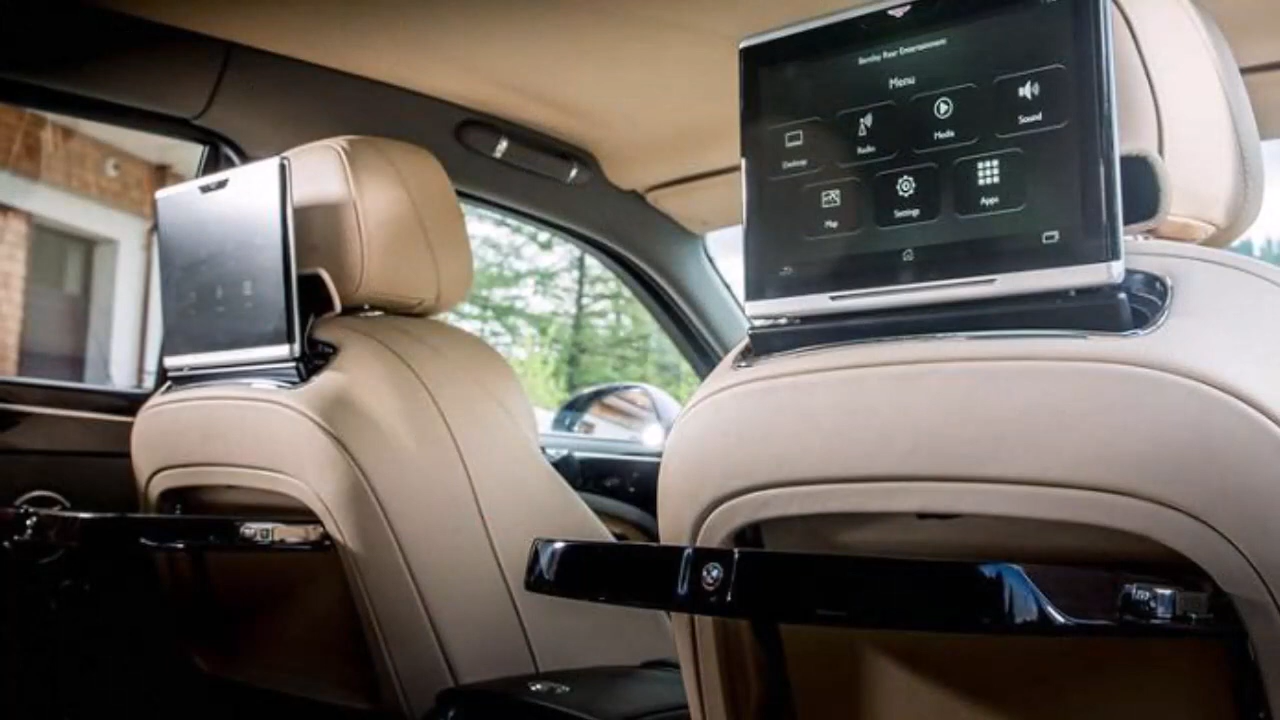 Bentley Rear Entertainment
Menu
Desktop
Radio
Media
Sound
Map
Settings
Apps